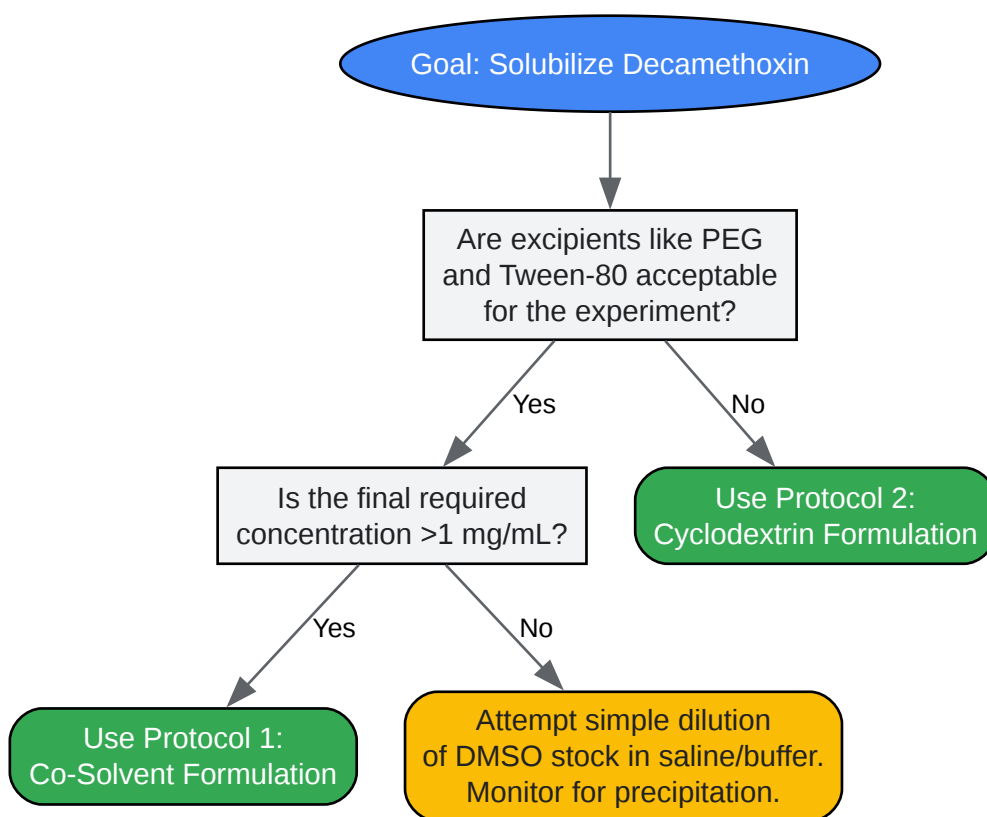 Goal: Solubilize Decamethoxin
Are excipients like PEG
and Tween-80 acceptable
for the experiment?
Yes
No
Is the final required
concentration >1 mg/mL?
Use Protocol 2:
Cyclodextrin Formulation
Yes
No
Use Protocol 1:
Co-Solvent Formulation
Attempt simple dilution
of DMSO stock in saline/buffer.
Monitor for precipitation.